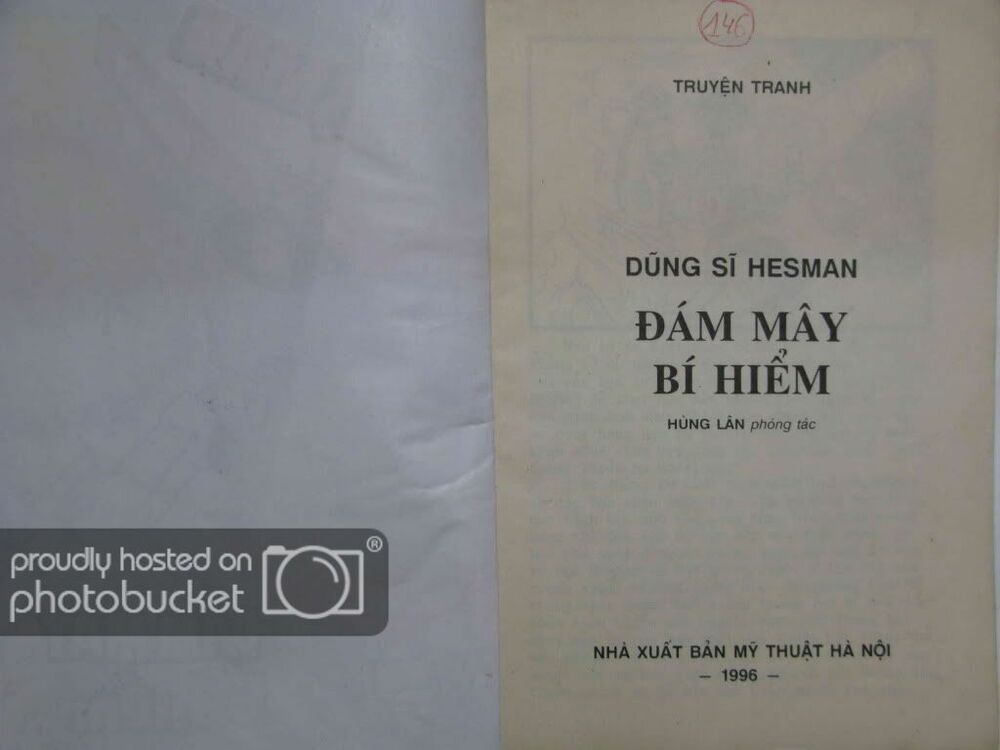 146
TRUYỆN TRANH
DŨNG SĨ HESMAN
ĐÁM MÂY
BÍ HIỂM
HÙNG LÂN phóng tác
NHÀ XUẤT BẢN MỸ THUẬT HÀ NỘI
– 1996 –
proudly hosted on
photobucket ®